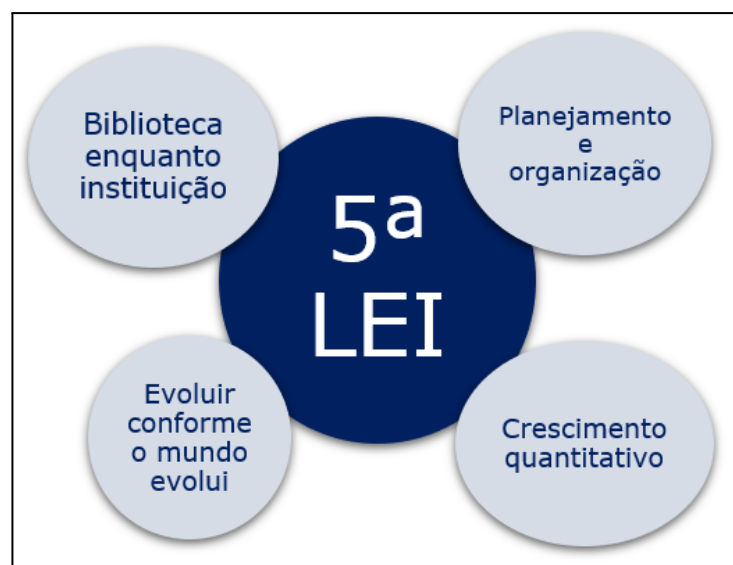 Biblioteca
enquanto
instituição
Planejamento
e
organização
5ª
LEI
Evoluir
conforme
o mundo
evolui
Crescimento
quantitativo